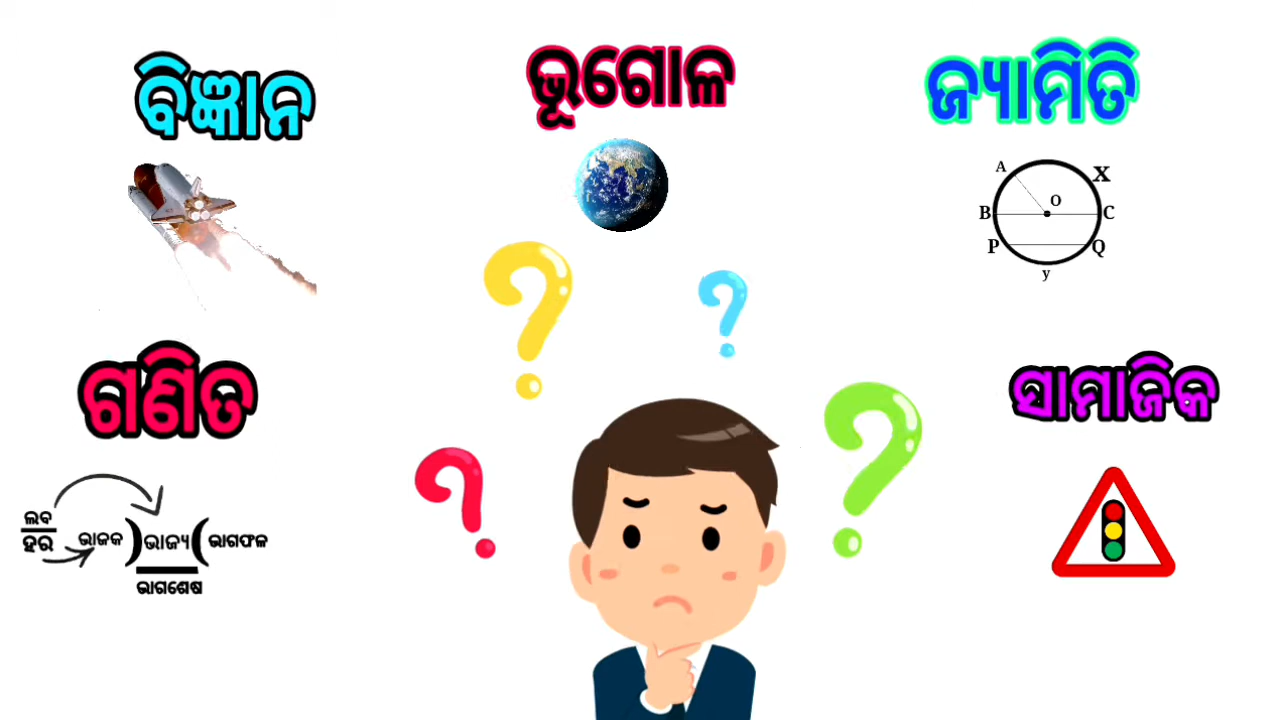 ବିଜ୍ଞାନ
ଭୂଗୋଳ
ଜ୍ୟାମିତି
A
X
O
B
C
P
Q
y
ଗଣିତ
ସାମାଜିକ
ଲବ
ହର
ଭାଜକ ) ଭାଜ୍ୟ ( ଭାଗଫଳ
ଭାଗଶେଷ